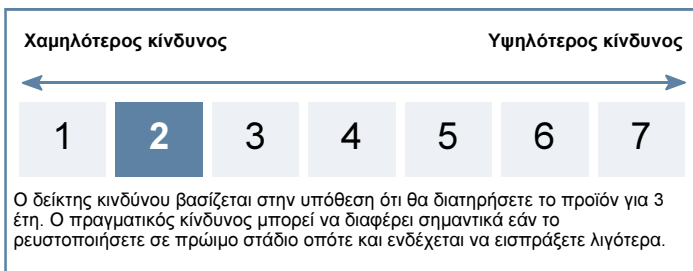 Χαμηλότερος κίνδυνος Υψηλότερος κίνδυνος
1 2 3 4 5 6 7
Ο δείκτης κινδύνου βασίζεται στην υπόθεση ότι θα διατηρήσετε το προϊόν για 3
έτη. Ο πραγματικός κίνδυνος μπορεί να διαφέρει σημαντικά εάν το
ρευστοποιήσετε σε πρώιμο στάδιο οπότε και ενδέχεται να εισπράξετε λιγότερα.